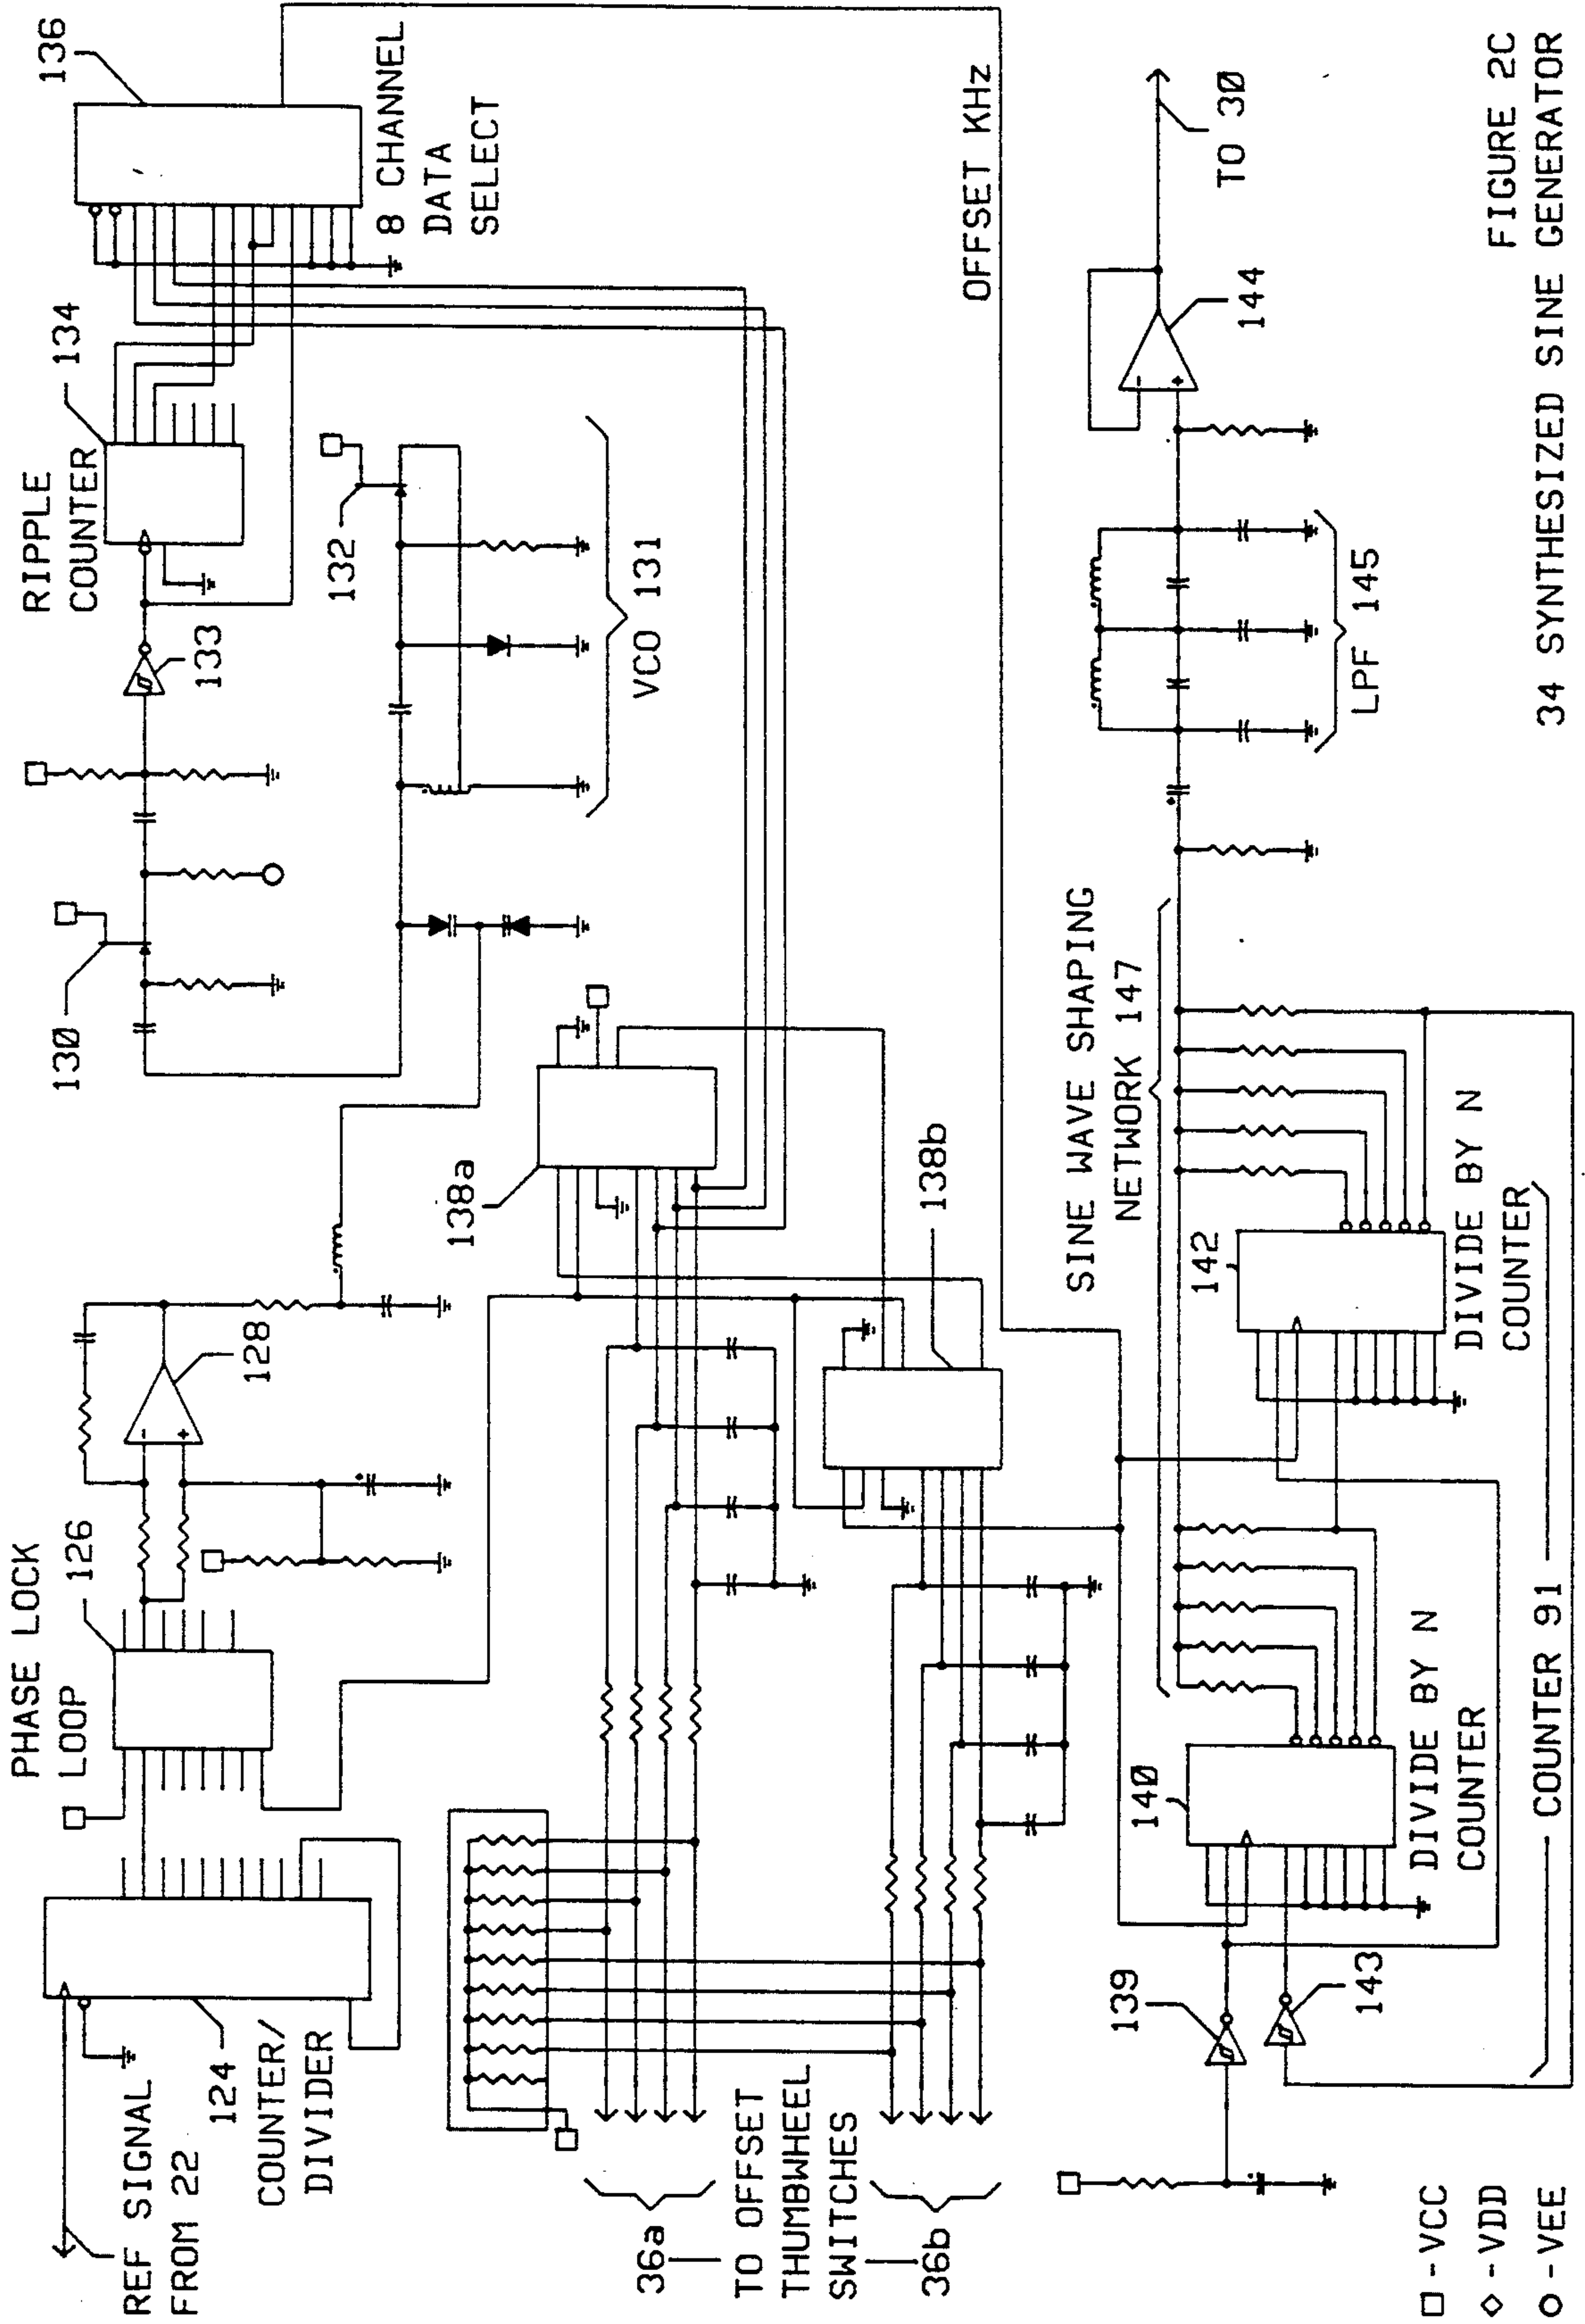 REF SIGNAL
FROM 22
124
COUNTER/
DIVIDER
PHASE LOCK
LOOP
126
128
130
133
RIPPLE
COUNTER
134
136
8 CHANNEL
DATA
SELECT
132
VCO 131
138a
138b
36a
TO OFFSET
THUMBWHEEL
SWITCHES
36b
OFFSET KHz
SINE WAVE SHAPING
NETWORK 147
139
143
140
DIVIDE BY N
COUNTER
142
DIVIDE BY N
COUNTER
COUNTER 91
LPF 145
144
TO 30
- VCC
- VDD
- VEE
FIGURE 2C
34 SYNTHESIZED SINE GENERATOR